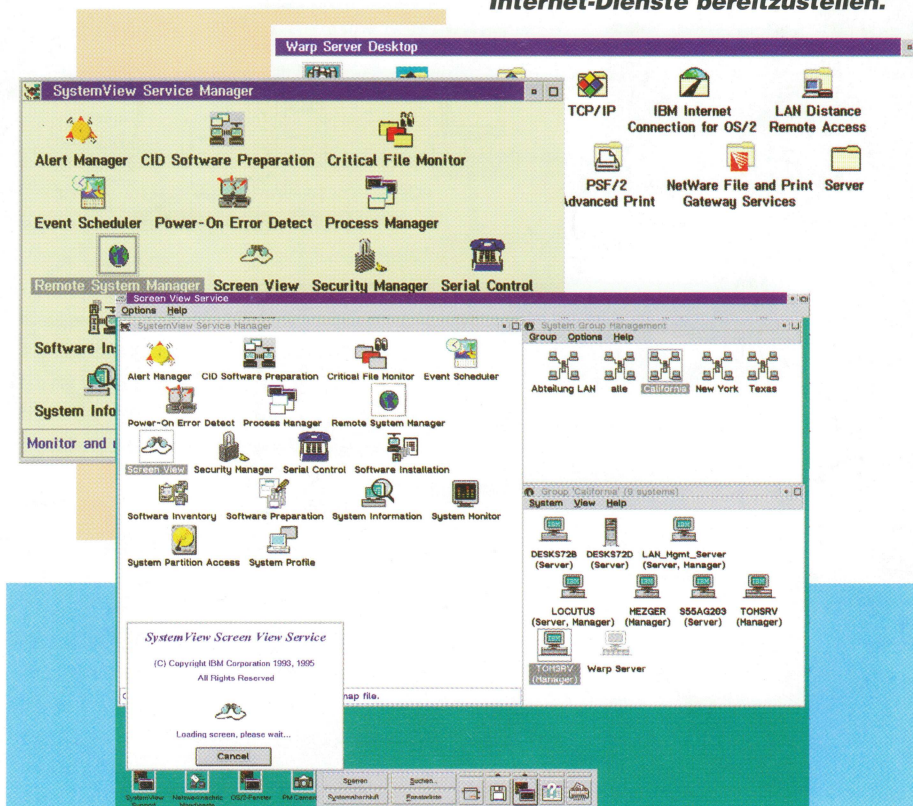 Internet-Dienste bereitzustellen.
Warp Server Desktop
TCP/IP
IBM Internet Connection for OS/2
LAN Distance Remote Access
PSF/2 Advanced Print
NetWare File and Print Gateway Services
Server
SystemView Service Manager
Alert Manager CID Software Preparation Critical File Monitor
Event Scheduler Power-On Error Detect Process Manager
Remote System Manager Screen View Security Manager Serial Control
Software
System
Monitor and
Screen View Service
Options Help
SystemView Service Manager
Alert Manager CID Software Preparation Critical File Monitor Event Scheduler
Power-On Error Detect Process Manager Remote System Manager
Screen View Security Manager Serial Control Software Installation
Software Inventory Software Preparation System Information System Monitor
System Partition Access System Profile
SystemView Screen View Service
(C) Copyright IBM Corporation 1993, 1995
All Rights Reserved
Loading screen, please wait...
Cancel
map file.
System Group Management
Group Options Help
Abteilung LAN alle California New York Texas
Group 'California' (9 systems)
System View Help
DESKS72B (Server)
DESKS72D (Server)
LAN_Mgmt_Server (Server, Manager)
LOCUTUS (Server, Manager)
MEZGER (Manager)
S55AG203 (Server)
TOMSRV (Manager)
TOMSRV (Manager)
Warp Server
SystemView
OS/2-Fenster
PM Camera
Sperren
Suchen...
Systemabschluß
Fensterliste